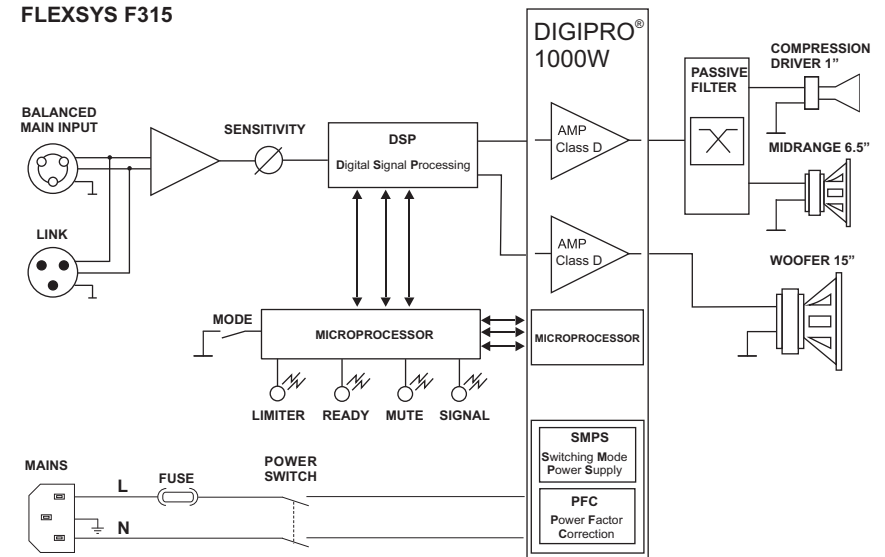 FLEXSYS F315
DIGIPRO®
1000W
COMPRESSION
DRIVER 1”
PASSIVE
FILTER
BALANCED
MAIN INPUT
SENSITIVITY
DSP
Digital Signal Processing
AMP
Class D
MIDRANGE 6.5”
LINK
AMP
Class D
WOOFER 15”
MODE
MICROPROCESSOR
MICROPROCESSOR
LIMITER
READY
MUTE
SIGNAL
SMPS
Switching Mode
Power Supply
MAINS
L
FUSE
POWER
SWITCH
N
PFC
Power Factor
Correction